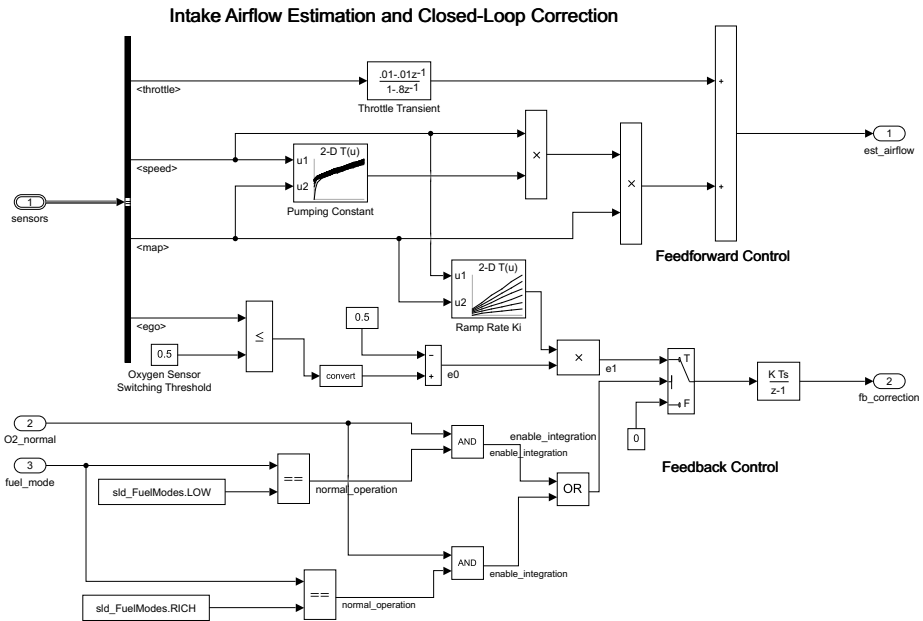 Intake Airflow Estimation and Closed-Loop Correction
<throttle>
.01-.01z-1
1-.8z-1
Throttle Transient
+
1
est_airflow
<speed>
2-D T(u)
u1
u2
Pumping Constant
×
×
+
1
sensors
<map>
Feedforward Control
2-D T(u)
u1
u2
Ramp Rate Ki
<ego>
0.5
Oxygen Sensor
Switching Threshold
≤
0.5
convert
-
+
e0
×
e1
T
F
0
K Ts
z-1
2
fb_correction
Feedback Control
2
O2_normal
3
fuel_mode
sld_FuelModes.LOW
==
normal_operation
AND
enable_integration
enable_integration
OR
AND
enable_integration
sld_FuelModes.RICH
==
normal_operation